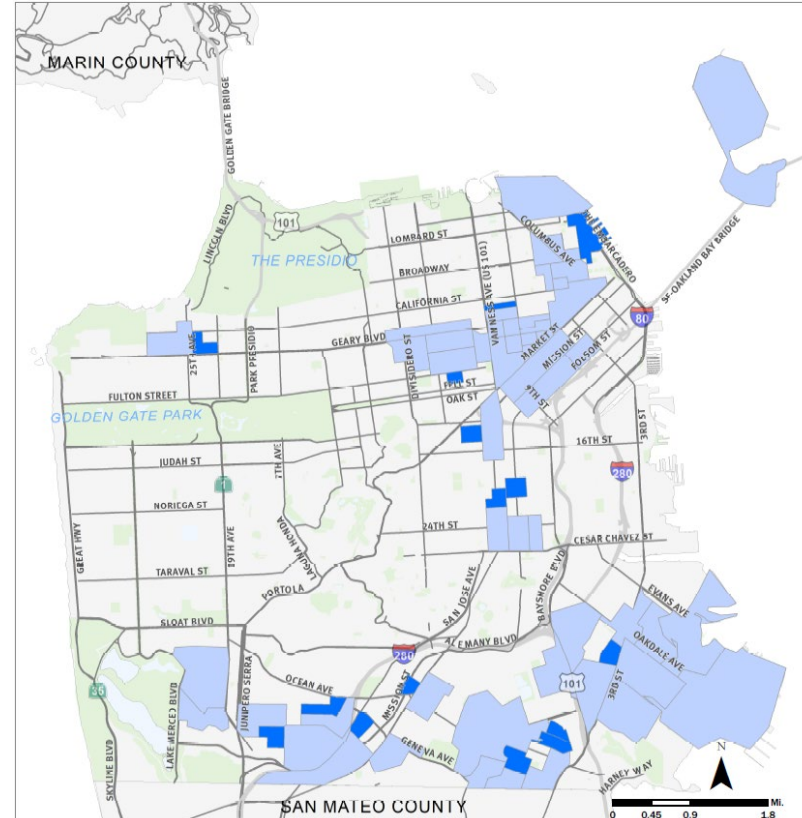 MARIN COUNTY
GOLDEN GATE BRIDGE
LINCLN BLVD
101
THE PRESIDIO
LOMBARD ST
BROADWAY
CALIFORNIA ST
COLUMBUS AVE
VAN NESS AVE (US 101)
SF-OAKLAND BAY BRIDGE
80
GEARY BLVD
25T
AVE
PARK PRESIDIO
DIVISIDERO ST
MARKET ST
MISSION ST
FOLSOM ST
FULTON STREET
FELL ST
OAK ST
9TH ST
GOLDEN GATE PARK
3RD ST
16TH ST
7TH AVE
JUDAH ST
1
280
NORIEGA ST
GREAT HWY
19TH AVE
LAGUNA HONDA
24TH ST
CESAR CHAVEZ ST
TARAVAL ST
PORTOLA
SAN JOSE AVE
BAYSHORE BLVD
EVANS AVE
SLOAT BLVD
ALEMANY BLVD
280
OAKDALE AVE
35
LAKE MERCED BLVD
JUNIPERO SERRA
OCEAN AVE
MISSION ST
101
3RD ST
SKYLINE BLVD
GENEVA AVE
HARNEY WAY
N
SAN MATEO COUNTY
Mi.
0 0.45 0.9 1.8